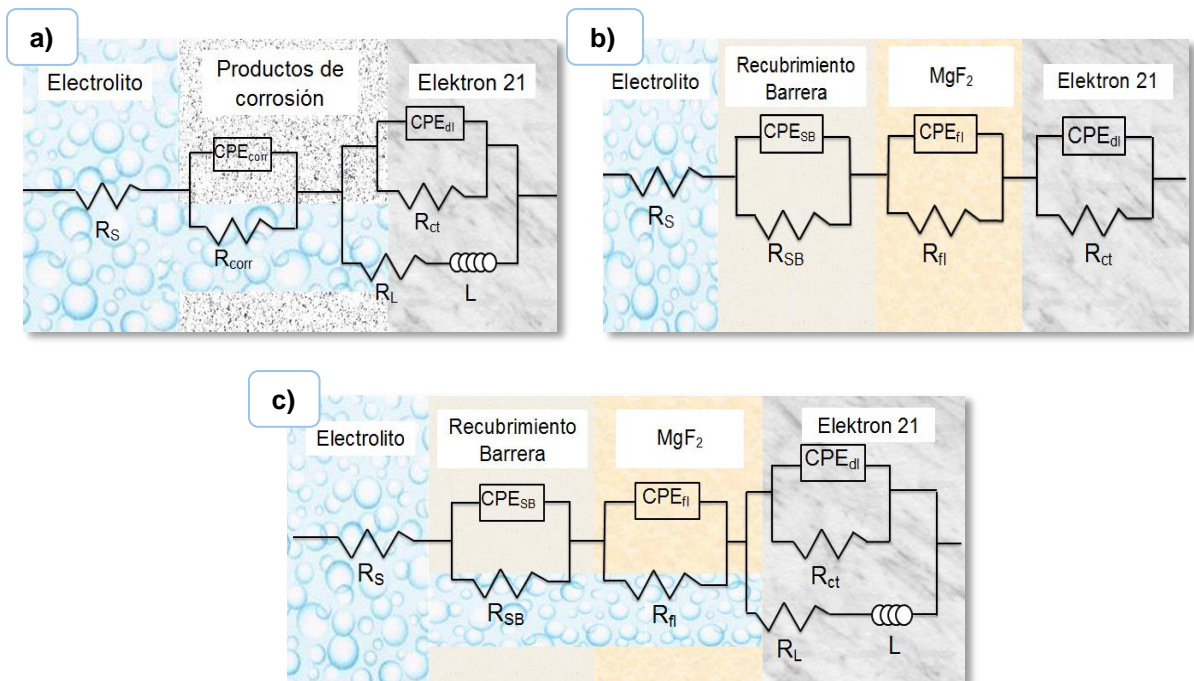 a)
Electrolito
Productos de
corrosión
Elektron 21
CPEcorr
CPEdl
RS
Rcorr
Rct
RL
L
b)
Electrolito
Recubrimiento
Barrera
MgF₂
Elektron 21
CPESB
CPEfl
CPEdl
RS
RSB
Rfl
Rct
c)
Electrolito
Recubrimiento
Barrera
MgF₂
Elektron 21
CPESB
CPEfl
CPEdl
RS
RSB
Rfl
Rct
RL
L